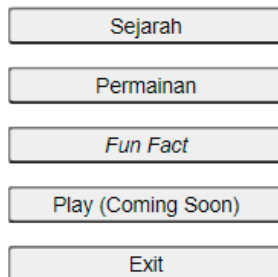 Sejarah
Permainan
Fun Fact
Play (Coming Soon)
Exit